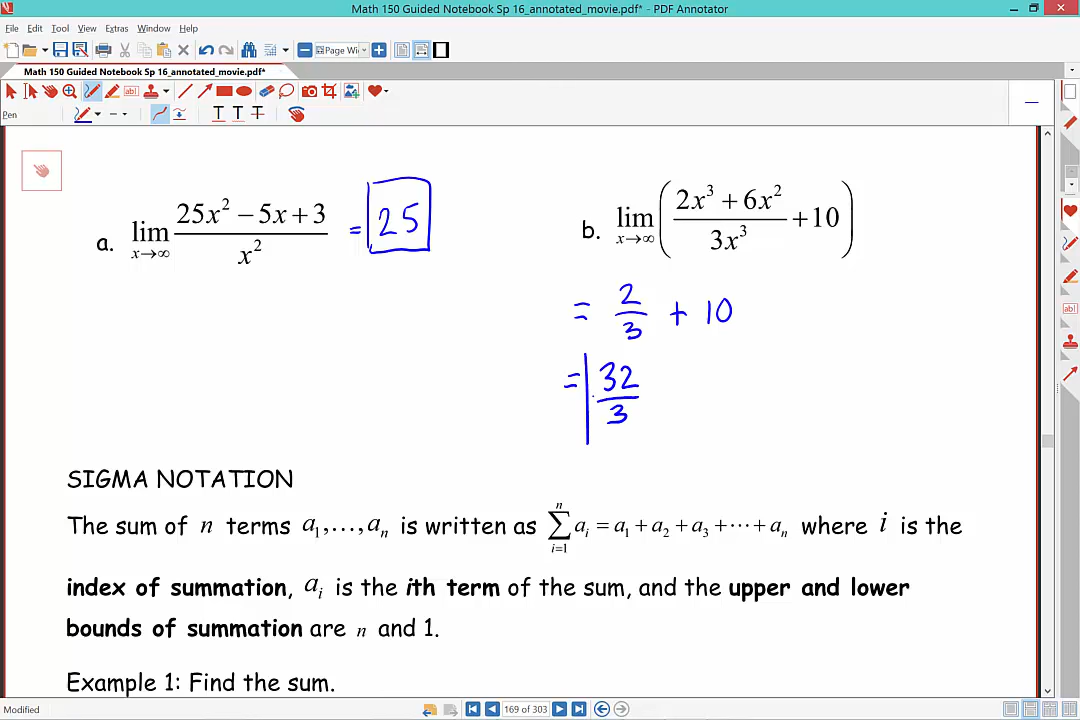 Math 150 Guided Notebook Sp 16_annotated_movie.pdf* - PDF Annotator
File Edit Tool View Extras Window Help
Page Wi
Math 150 Guided Notebook Sp 16_annotated_movie.pdf*
Pen
a. lim x→∞ (25x² − 5x + 3)/x² = 25
b. lim x→∞ ((2x³ + 6x²)/(3x³) + 10)
= 2/3 + 10
= 32/3
SIGMA NOTATION
The sum of n terms a₁,…,aₙ is written as ∑ᵢ₌₁ⁿ aᵢ = a₁ + a₂ + a₃ + ⋯ + aₙ where i is the
index of summation, aᵢ is the ith term of the sum, and the upper and lower
bounds of summation are n and 1.
Example 1: Find the sum.
Modified
169 of 303